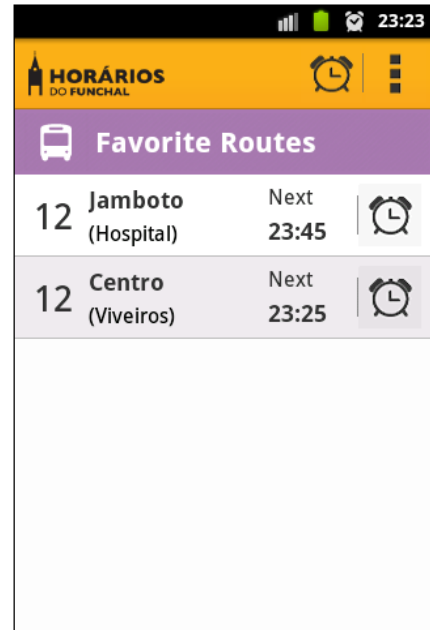 23:23
HORÁRIOS
DO FUNCHAL
Favorite Routes
12 Jamboto Next
(Hospital) 23:45
12 Centro Next
(Viveiros) 23:25